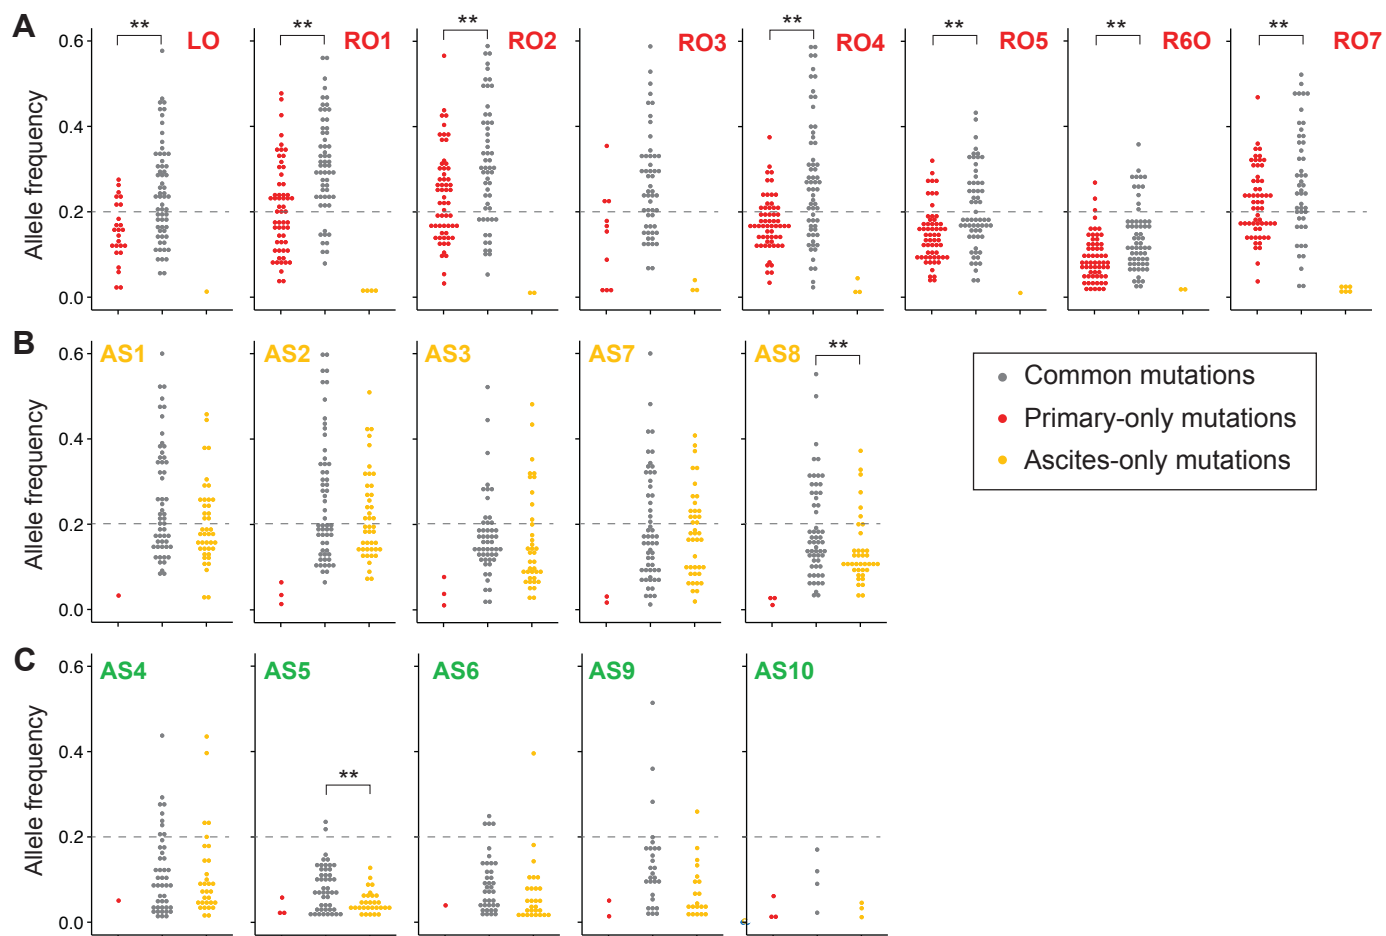 A
** LO
** RO1
** RO2
RO3
** RO4
** RO5
** R6O
** RO7
Allele frequency
0.6
0.4
0.2
0.0
B
AS1
AS2
AS3
AS7
AS8 **
Allele frequency
0.6
0.4
0.2
0.0
Common mutations
Primary-only mutations
Ascites-only mutations
C
AS4
AS5
**
AS6
AS9
AS10
Allele frequency
0.6
0.4
0.2
0.0